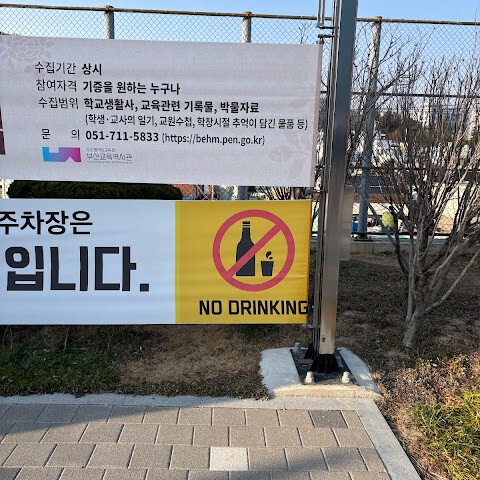 수집기간 상시
참여자격 기증을 원하는 누구나
수집범위 학교생활사, 교육관련 기록물, 박물자료
(학생·교사의 일기, 교원수첩, 학창시절 추억이 담긴 물품 등)
문 의 051-711-5833 (https://behm.pen.go.kr)
부산교육역사관
주차장은
입니다.
NO DRINKING